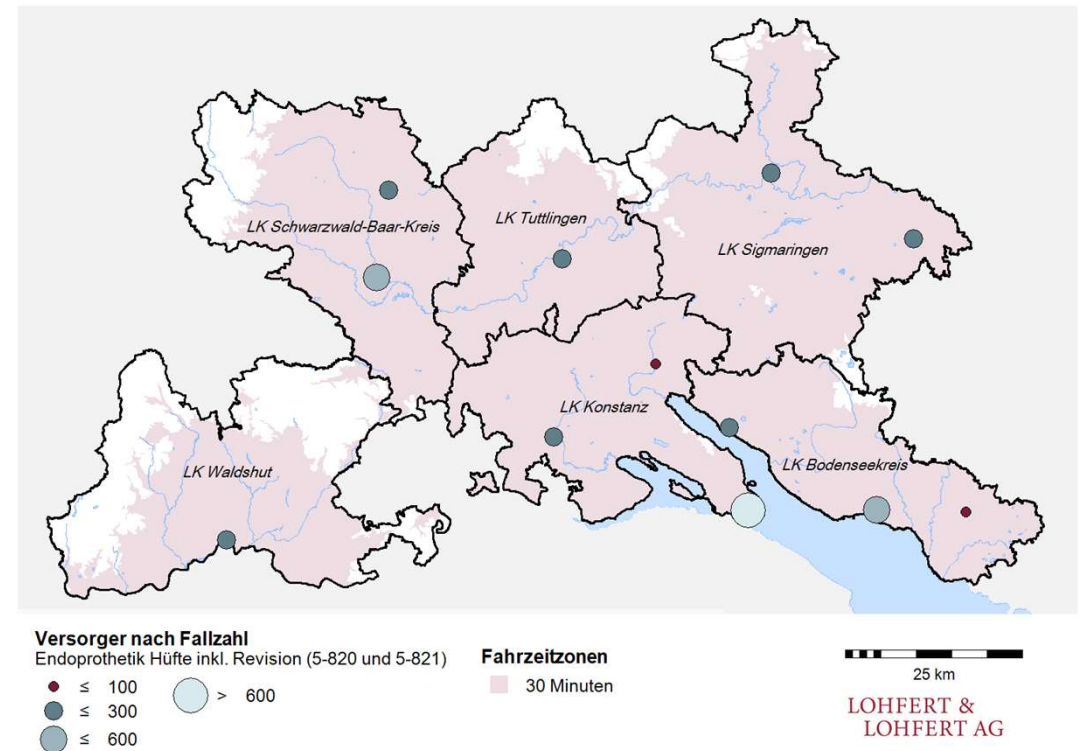 LK Schwarzwald-Baar-Kreis
LK Tuttlingen
LK Sigmaringen
LK Konstanz
LK Waldshut
LK Bodenseekreis
Versorger nach Fallzahl
Endoprothetik Hüfte inkl. Revision (5-820 und 5-821)
≤ 100
≤ 300
≤ 600
> 600
Fahrzeitzonen
30 Minuten
25 km
LOHFERT &
LOHFERT AG